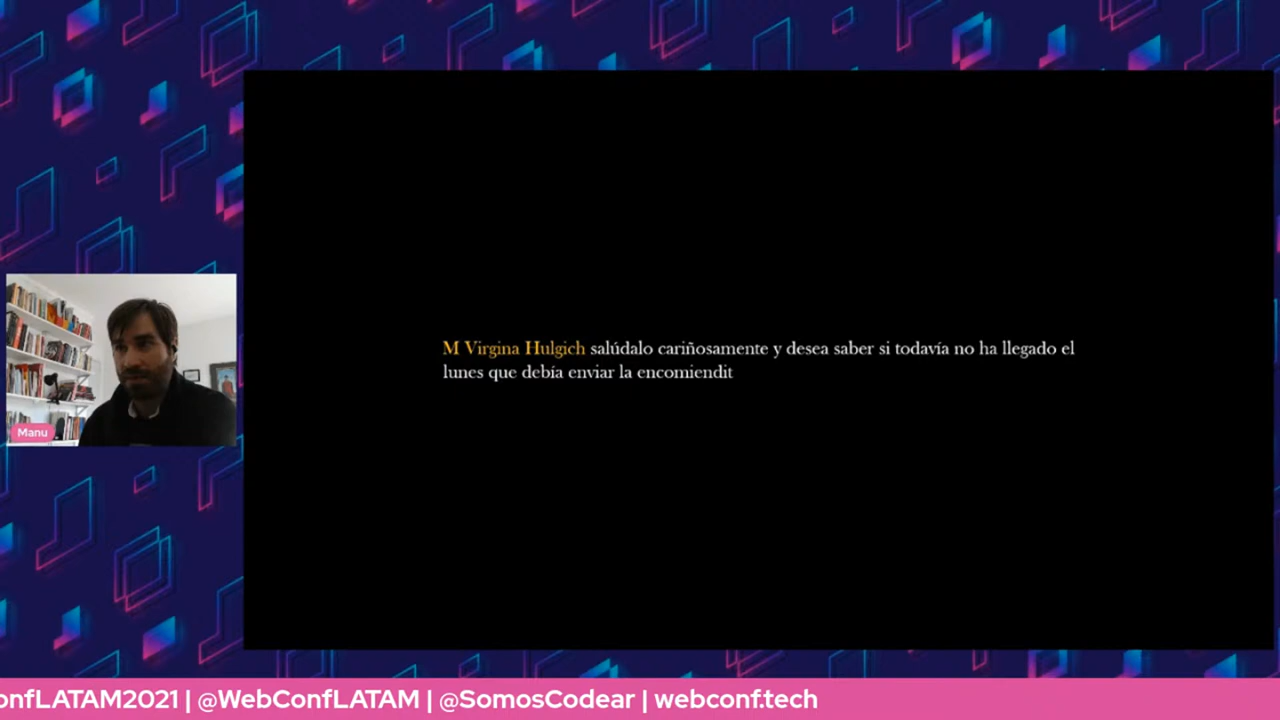 M Virgina Hulgich salúdalo cariñosamente y desea saber si todavía no ha llegado el
lunes que debía enviar la encomiendit
Manu
onfLATAM2021 | @WebConfLATAM | @SomosCodear | webconf.tech